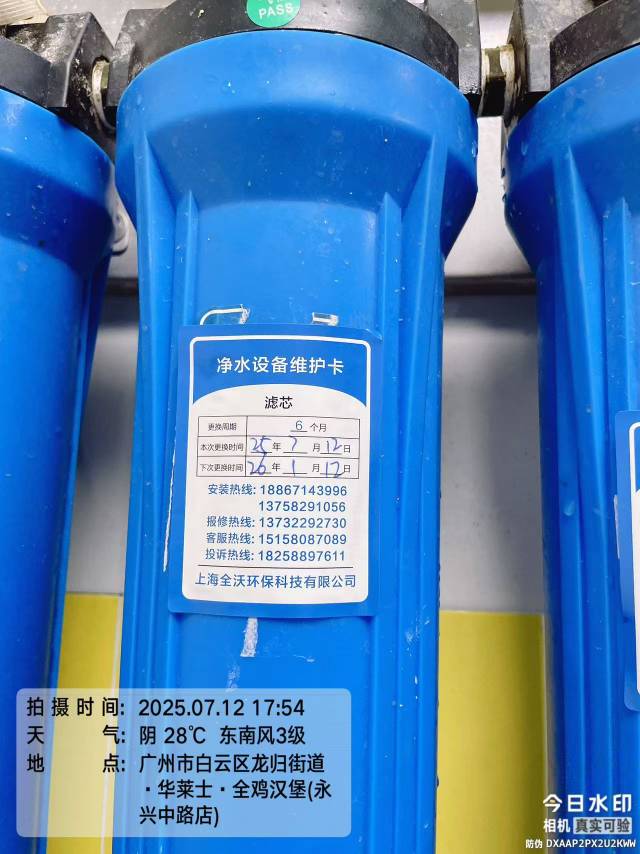 PASS
净水设备维护卡
滤芯
更换周期 6 个月
本次更换时间 25 年 7 月 12 日
下次更换时间 26 年 1 月 12 日
安装热线: 18867143996
13758291056
报修热线: 13732292730
客服热线: 15158087089
投诉热线: 18258897611
上海全沃环保科技有限公司
拍摄时间: 2025.07.12 17:54
天气: 阴 28℃ 东南风3级
地点: 广州市白云区龙归街道
·华莱士·全鸡汉堡(永
兴中路店)
今日水印
相机 真实可验
防伪 DXAAP2PX2U2KWW